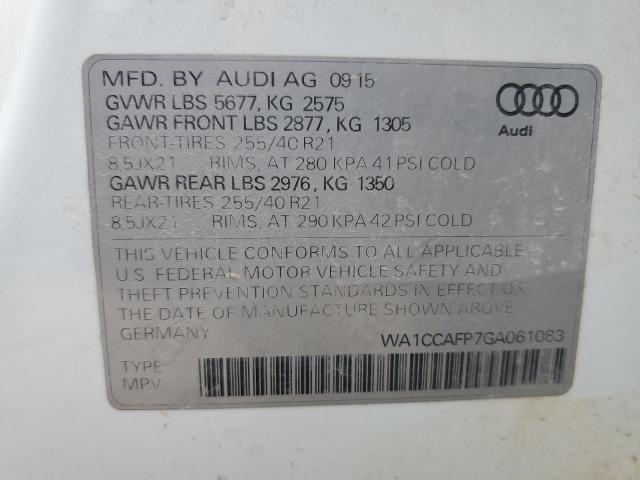 MFD. BY AUDI AG 09 15
GVWR LBS 5677, KG 2575
GAWR FRONT LBS 2877, KG 1305
FRONT-TIRES 255/40 R21
8,5JX21 RIMS, AT 280 KPA 41 PSI COLD
GAWR REAR LBS 2976, KG 1350
REAR-TIRES 255/40 R21
8,5JX21 RIMS, AT 290 KPA 42 PSI COLD
Audi
THIS VEHICLE CONFORMS TO ALL APPLICABLE
U.S. FEDERAL MOTOR VEHICLE SAFETY AND
THEFT PREVENTION STANDARDS IN EFFECT ON
THE DATE OF MANUFACTURE SHOWN ABOVE
GERMANY WA1CCAFP7GA061083
TYPE
MPV